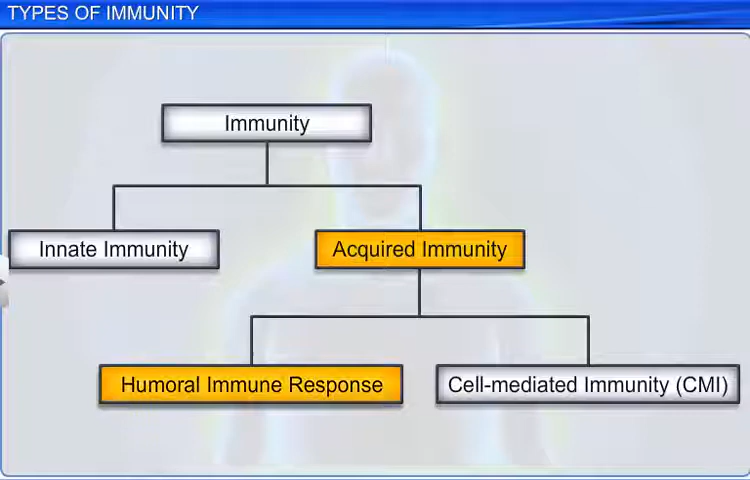 TYPES OF IMMUNITY
Immunity
Innate Immunity
Acquired Immunity
Humoral Immune Response
Cell-mediated Immunity (CMI)